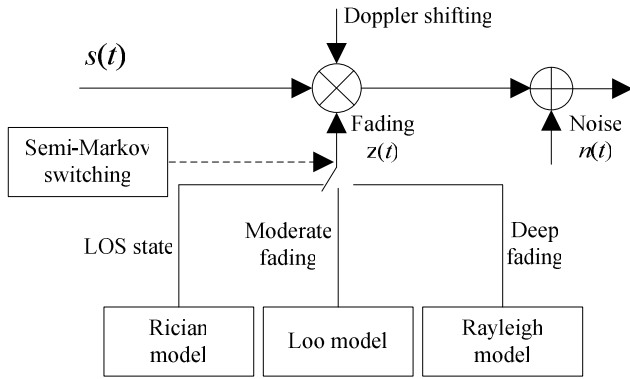 Doppler shifting
s(t)
Fading
z(t)
Noise
n(t)
Semi-Markov
switching
LOS state
Moderate
fading
Deep
fading
Rician
model
Loo model
Rayleigh
model